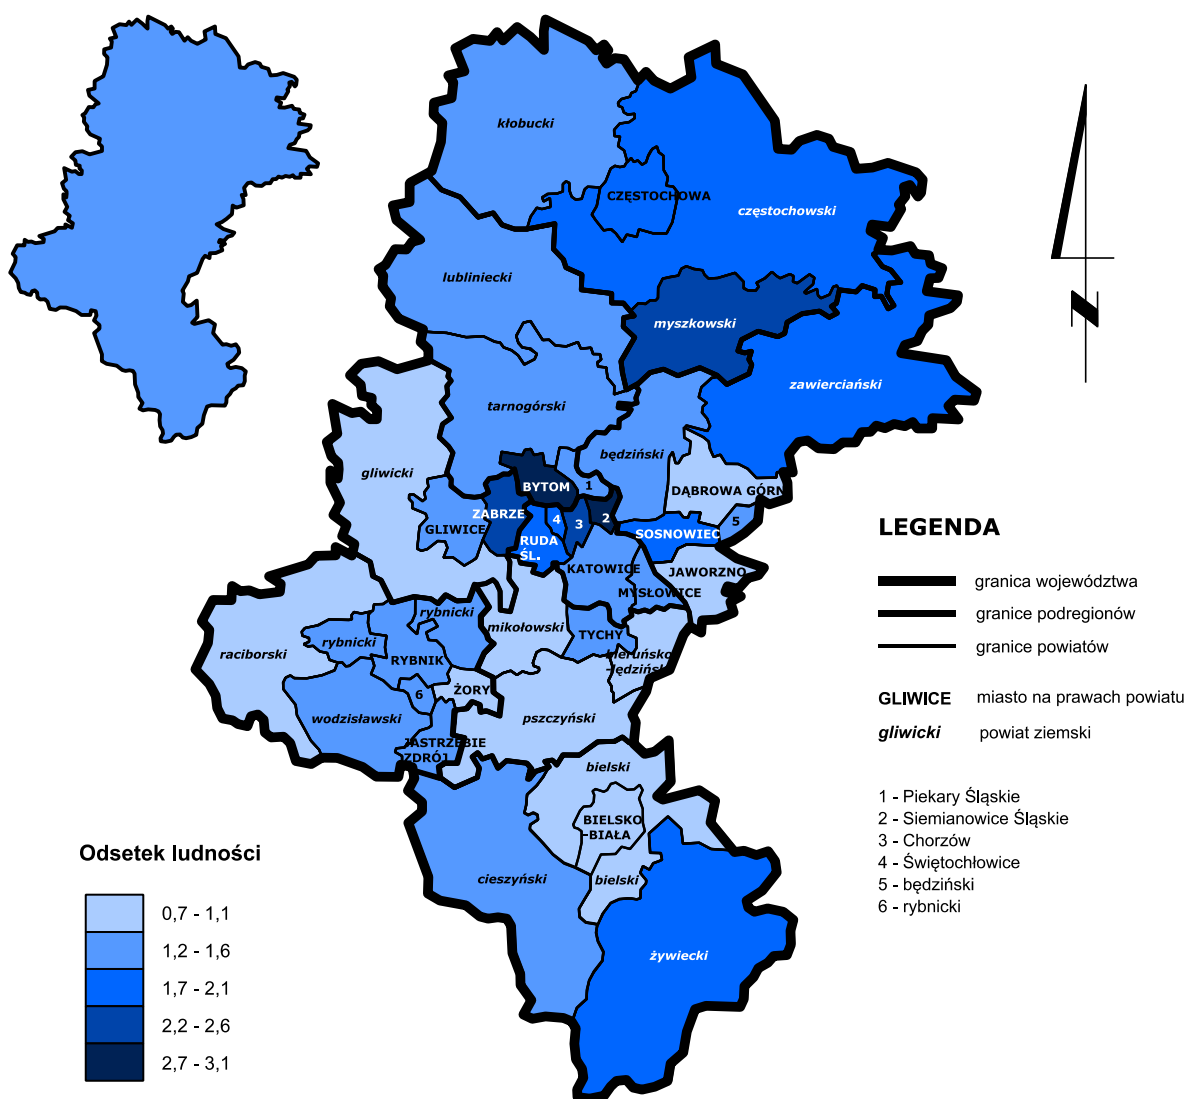 kłobucki
CZĘSTOCHOWA
częstochowski
lubliniecki
myszkowski
zawierciański
tarnogórski
będziński
gliwicki
BYTOM
1
DĄBROWA GÓRN
ZABRZE
GLIWICE
4
3
2
5
SOSNOWIEC
RUDA
ŚL.
KATOWICE
JAWORZNO
MYSŁOWICE
rybnicki
mikołowski
TYCHY
rybnicki
raciborski
RYBNIK
bieruńsko
-lędziński
6
ŻORY
wodzisławski
pszczyński
JASTRZĘBIE
ZDRÓJ
bielski
BIELSKO
-BIAŁA
cieszyński
bielski
żywiecki
LEGENDA
granica województwa
granice podregionów
granice powiatów
GLIWICE miasto na prawach powiatu
gliwicki powiat ziemski
1 - Piekary Śląskie
2 - Siemianowice Śląskie
3 - Chorzów
4 - Świętochłowice
5 - będziński
6 - rybnicki
Odsetek ludności
0,7 - 1,1
1,2 - 1,6
1,7 - 2,1
2,2 - 2,6
2,7 - 3,1
N